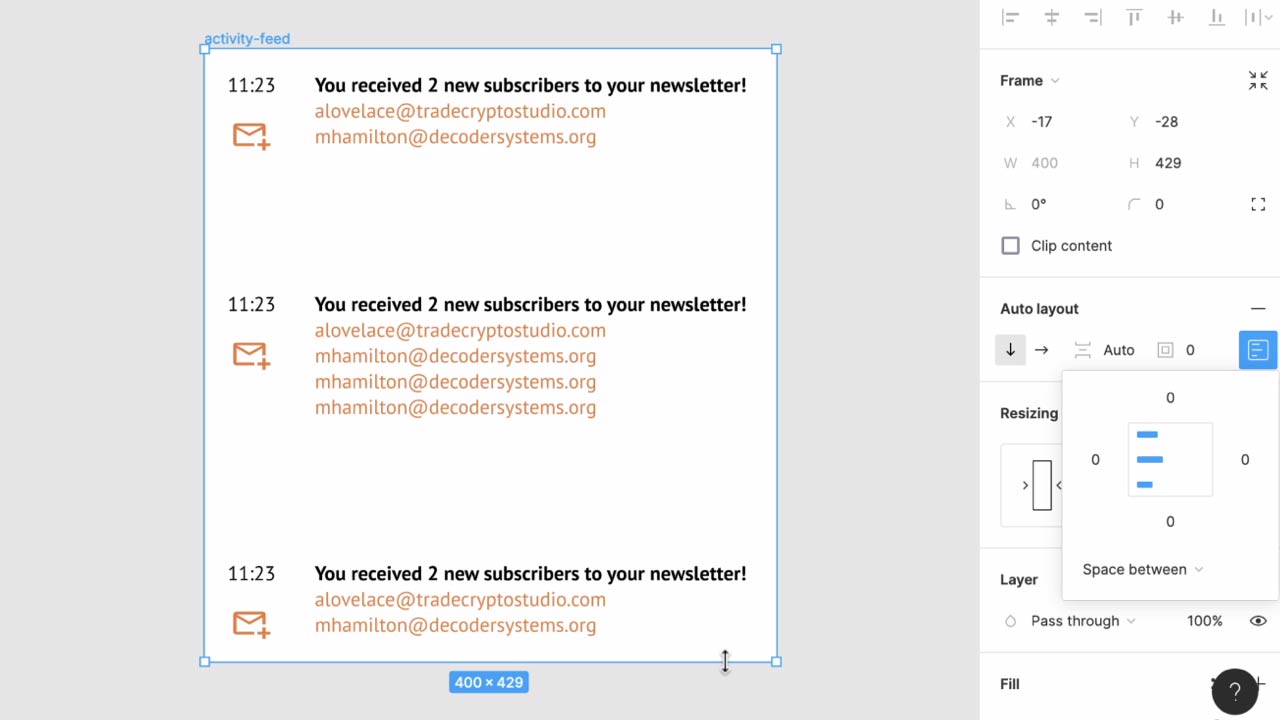 activity-feed
11:23 You received 2 new subscribers to your newsletter!
alovelace@tradecryptostudio.com
mhamilton@decodersystems.org
11:23 You received 2 new subscribers to your newsletter!
alovelace@tradecryptostudio.com
mhamilton@decodersystems.org
mhamilton@decodersystems.org
mhamilton@decodersystems.org
11:23 You received 2 new subscribers to your newsletter!
alovelace@tradecryptostudio.com
mhamilton@decodersystems.org
400 × 429
Frame
X -17 Y -28
W 400 H 429
0° 0
Clip content
Auto layout
Auto 0
0
Resizing
0 0
0
Space between
Layer
Pass through 100%
Fill
?